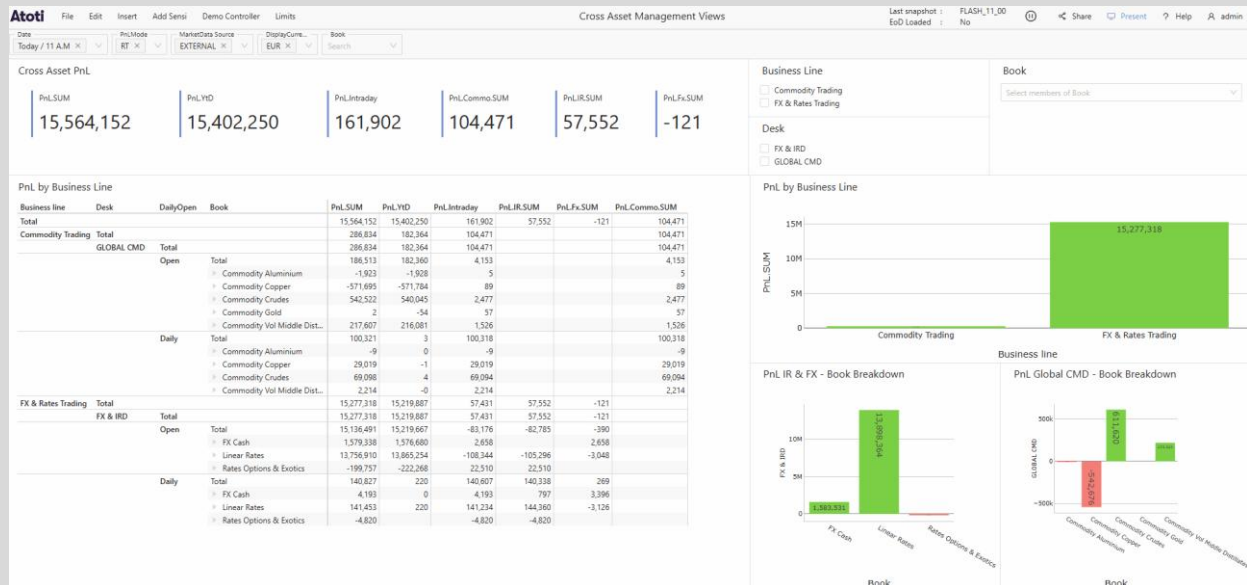 Atoti File Edit Insert Add Sensi Demo Controller Limits Cross Asset Management Views Last snapshot : FLASH_11_00 Share Present ? Help admin
EoD Loaded : No
Date PnLMode MarketData Source DisplayCurre... Book
Today / 11 A.M × RT × EXTERNAL × EUR × Search
Cross Asset PnL
PnL.SUM PnL.YtD PnL.Intraday PnL.Commo.SUM PnL.IR.SUM PnL.Fx.SUM
15,564,152 15,402,250 161,902 104,471 57,552 -121
Business Line
Commodity Trading
FX & Rates Trading
Desk
FX & IRD
GLOBAL CMD
Book
Select members of Book
PnL by Business Line
Business line Desk DailyOpen Book PnL.SUM PnL.YtD PnL.Intraday PnL.IR.SUM PnL.Fx.SUM PnL.Commo.SUM
Total 15,564,152 15,402,250 161,902 57,552 -121 104,471
Commodity Trading Total 286,834 182,364 104,471 104,471
GLOBAL CMD Total 286,834 182,364 104,471 104,471
Open Total 186,513 182,360 4,153 4,153
Commodity Aluminium -1,923 -1,928 5 5
Commodity Copper -571,695 -571,784 89 89
Commodity Crudes 542,522 540,045 2,477 2,477
Commodity Gold 2 -54 57 57
Commodity Vol Middle Dist... 217,607 216,081 1,526 1,526
Daily Total 100,321 3 100,318 100,318
Commodity Aluminium -9 0 -9 -9
Commodity Copper 29,019 -1 29,019 29,019
Commodity Crudes 69,098 4 69,094 69,094
Commodity Vol Middle Dist... 2,214 -0 2,214 2,214
FX & Rates Trading Total 15,277,318 15,219,887 57,431 57,552 -121
FX & IRD Total 15,277,318 15,219,887 57,431 57,552 -121
Open Total 15,136,491 15,219,667 -83,176 -82,785 -390
FX Cash 1,579,338 1,576,680 2,658 2,658
Linear Rates 13,756,910 13,865,254 -108,344 -105,296 -3,048
Rates Options & Exotics -199,757 -222,268 22,510 22,510
Daily Total 140,827 220 140,607 140,338 269
FX Cash 4,193 0 4,193 797 3,396
Linear Rates 141,453 220 141,234 144,360 -3,126
Rates Options & Exotics -4,820 -4,820 -4,820
PnL by Business Line
PnL.SUM
15M
10M
5M
0
15,277,318
Commodity Trading FX & Rates Trading
Business line
PnL IR & FX - Book Breakdown
FX & IRD
10M
5M
0
1,583,531
13,898,364
FX Cash
Linear Rates
Rates Options & Exotics
Book
PnL Global CMD - Book Breakdown
GLOBAL CMD
500k
0
−500k
-542,676
611,620
Commodity Aluminium
Commodity Copper
Commodity Crudes
Commodity Gold
Commodity Vol Middle Distillates
Book